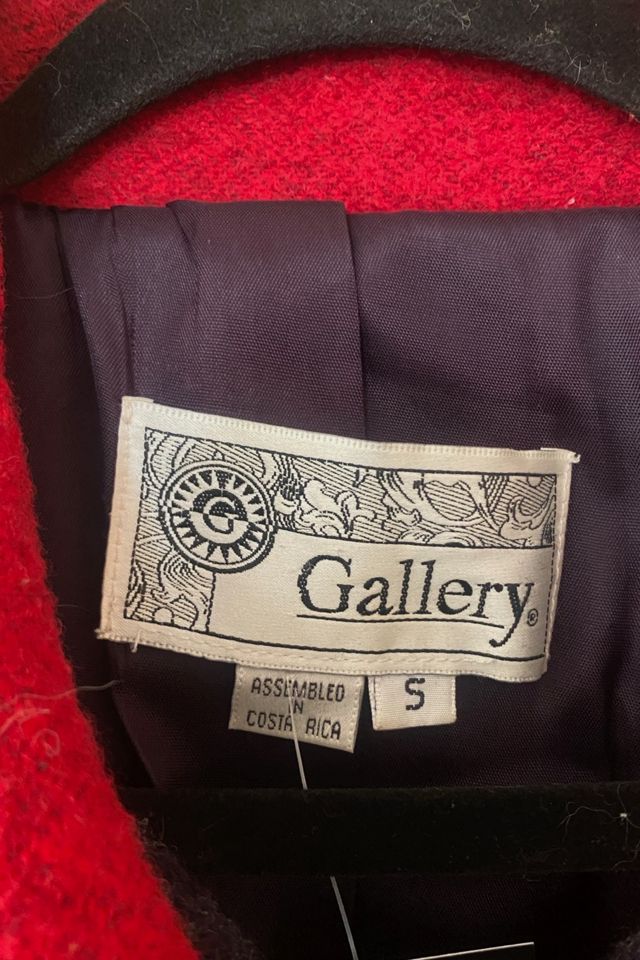 G
Gallery®
ASSEMBLED
IN
COSTA RICA
S